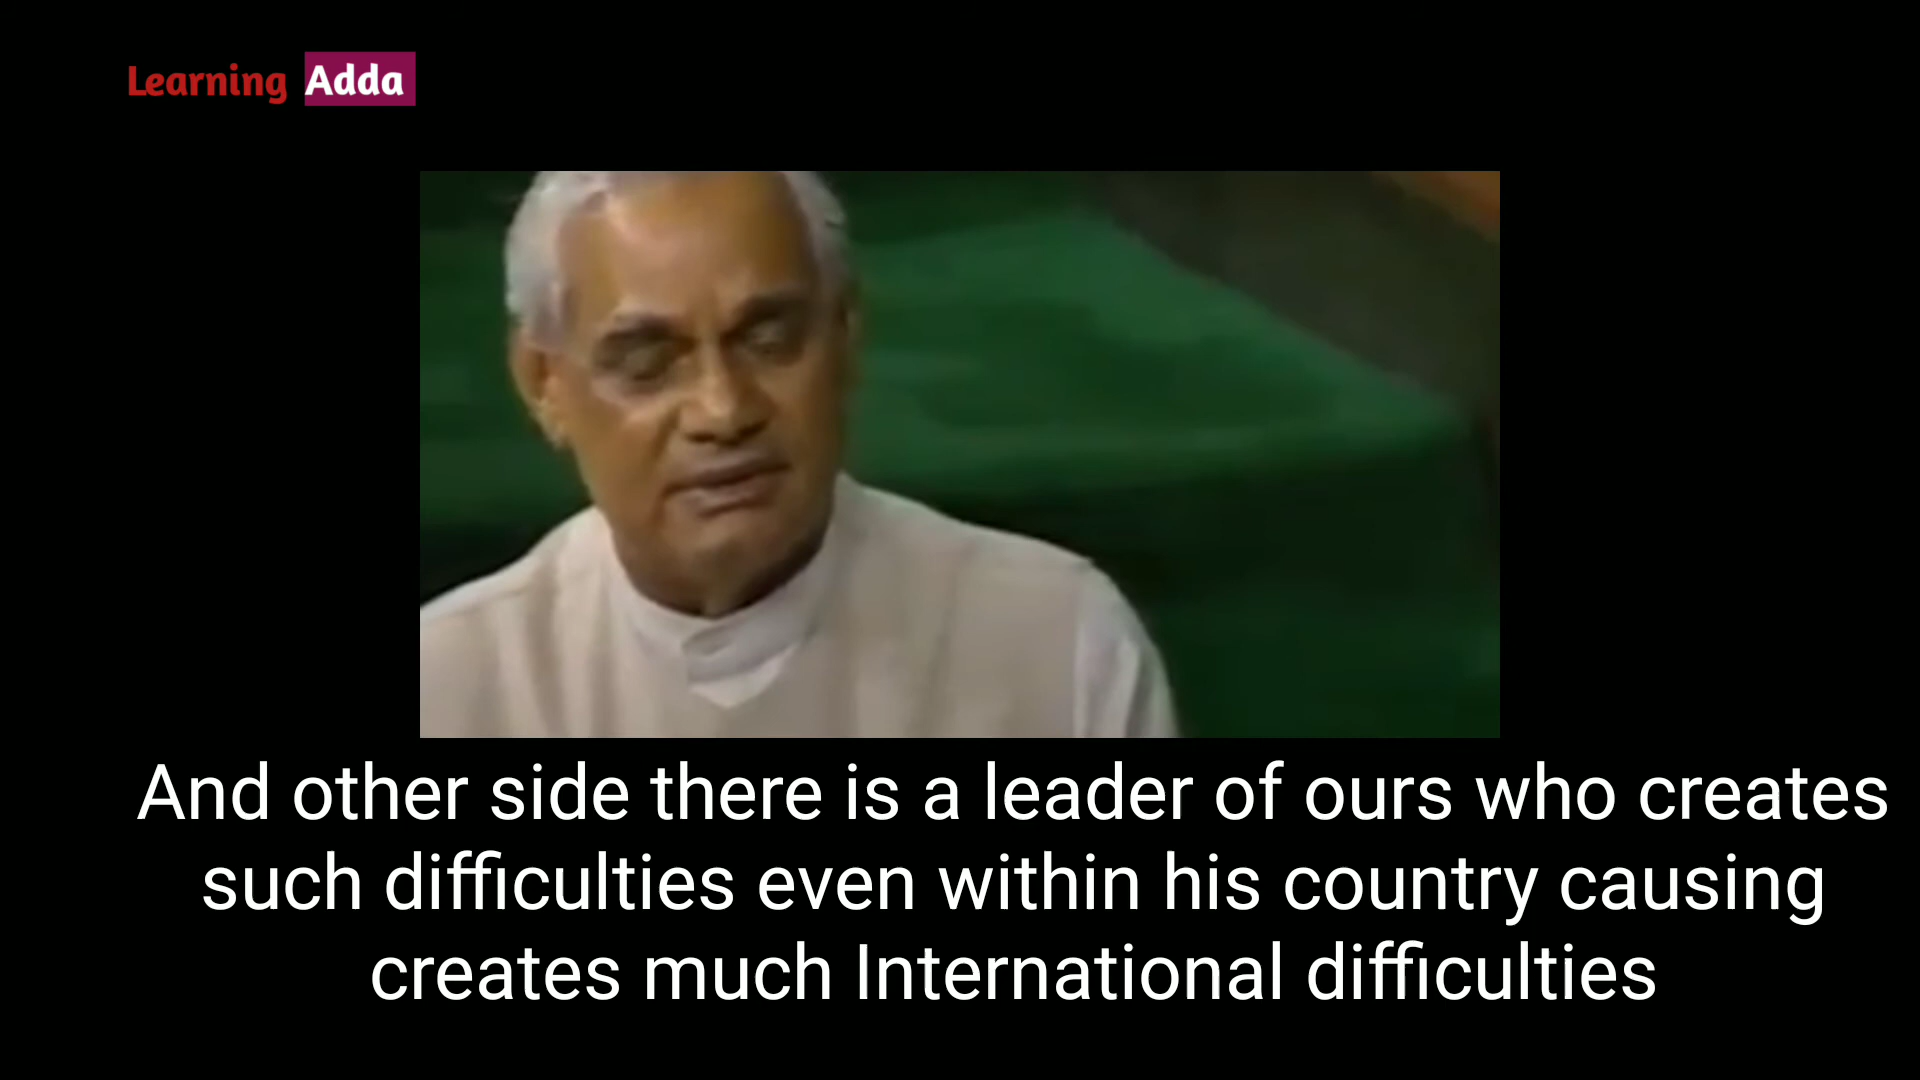 Learning Adda
And other side there is a leader of ours who creates
such difficulties even within his country causing
creates much International difficulties